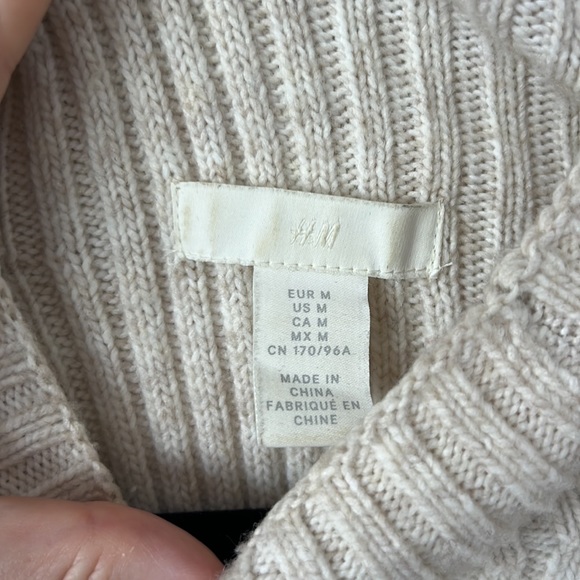 H&M
EUR M
US M
CA M
MX M
CN 170/96A
MADE IN
CHINA
FABRIQUÉ EN
CHINE